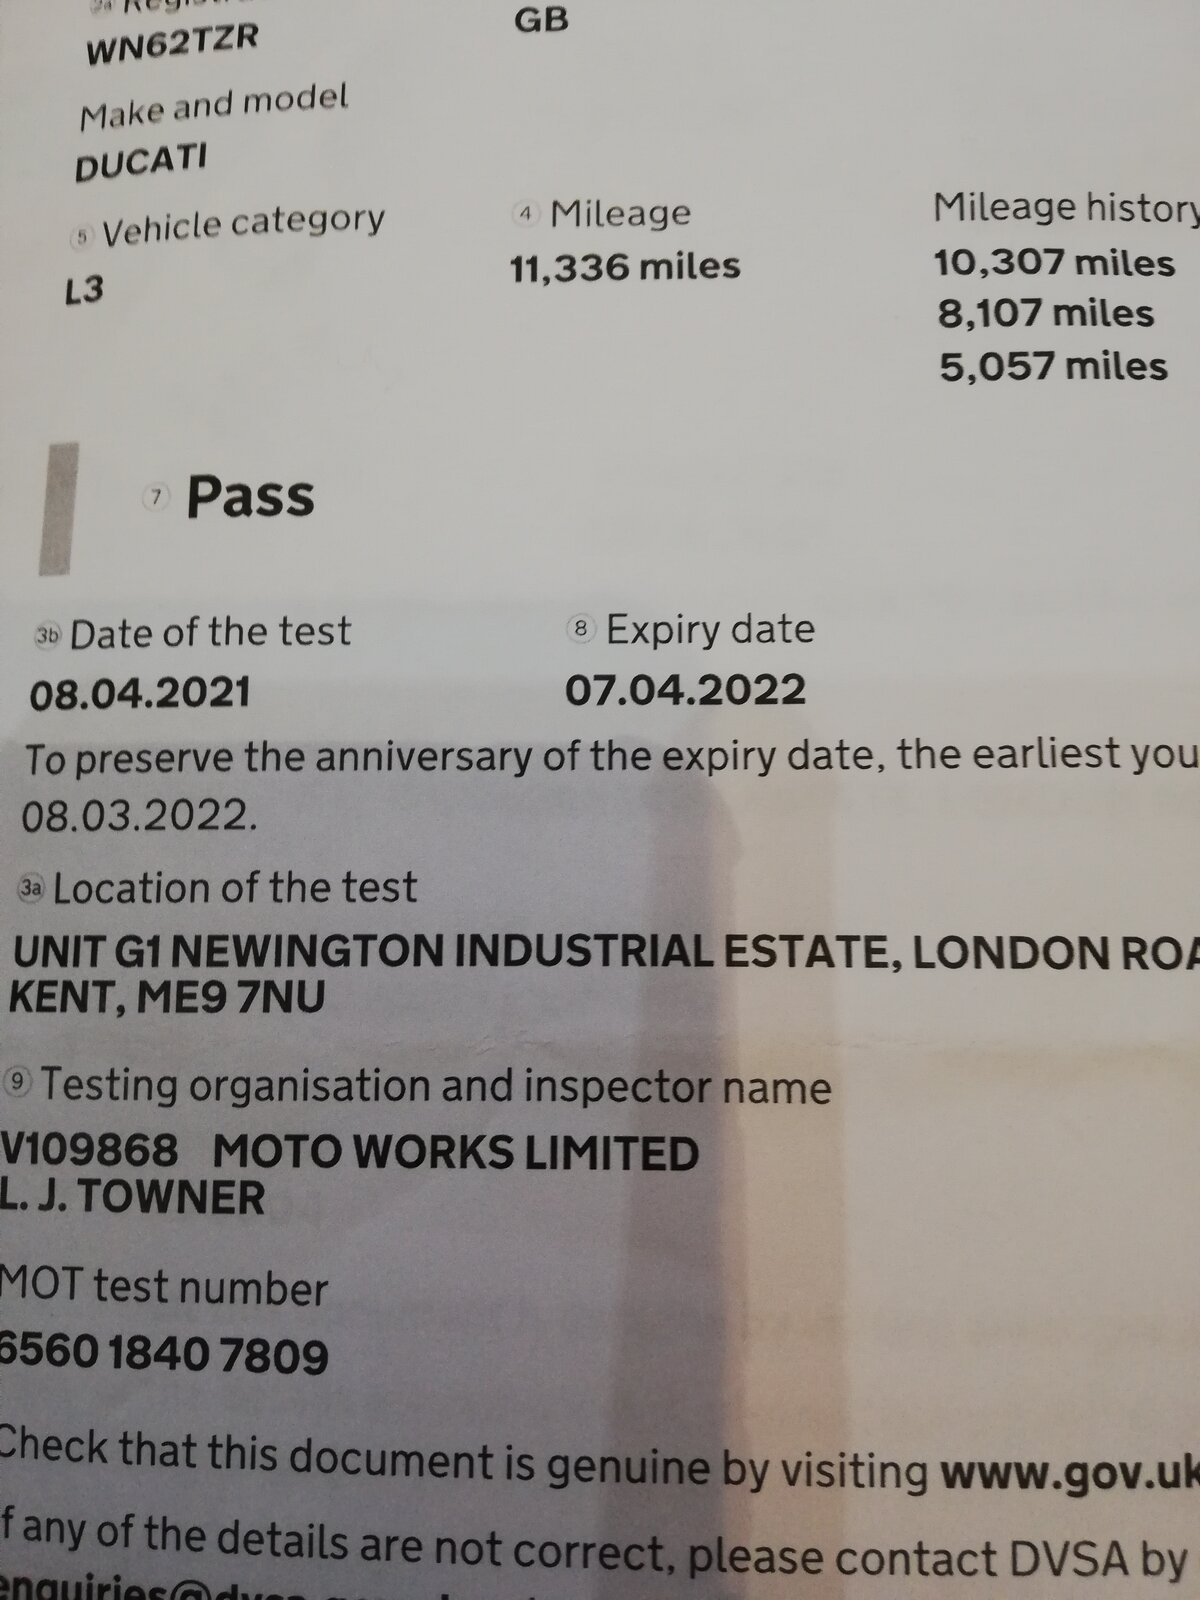 WN62TZR
GB
Make and model
DUCATI
5 Vehicle category
L3
4 Mileage
11,336 miles
Mileage history
10,307 miles
8,107 miles
5,057 miles
7 Pass
3b Date of the test
08.04.2021
8 Expiry date
07.04.2022
To preserve the anniversary of the expiry date, the earliest you
08.03.2022.
3a Location of the test
UNIT G1 NEWINGTON INDUSTRIAL ESTATE, LONDON ROA
KENT, ME9 7NU
9 Testing organisation and inspector name
V109868 MOTO WORKS LIMITED
L. J. TOWNER
MOT test number
6560 1840 7809
Check that this document is genuine by visiting www.gov.uk
f any of the details are not correct, please contact DVSA by